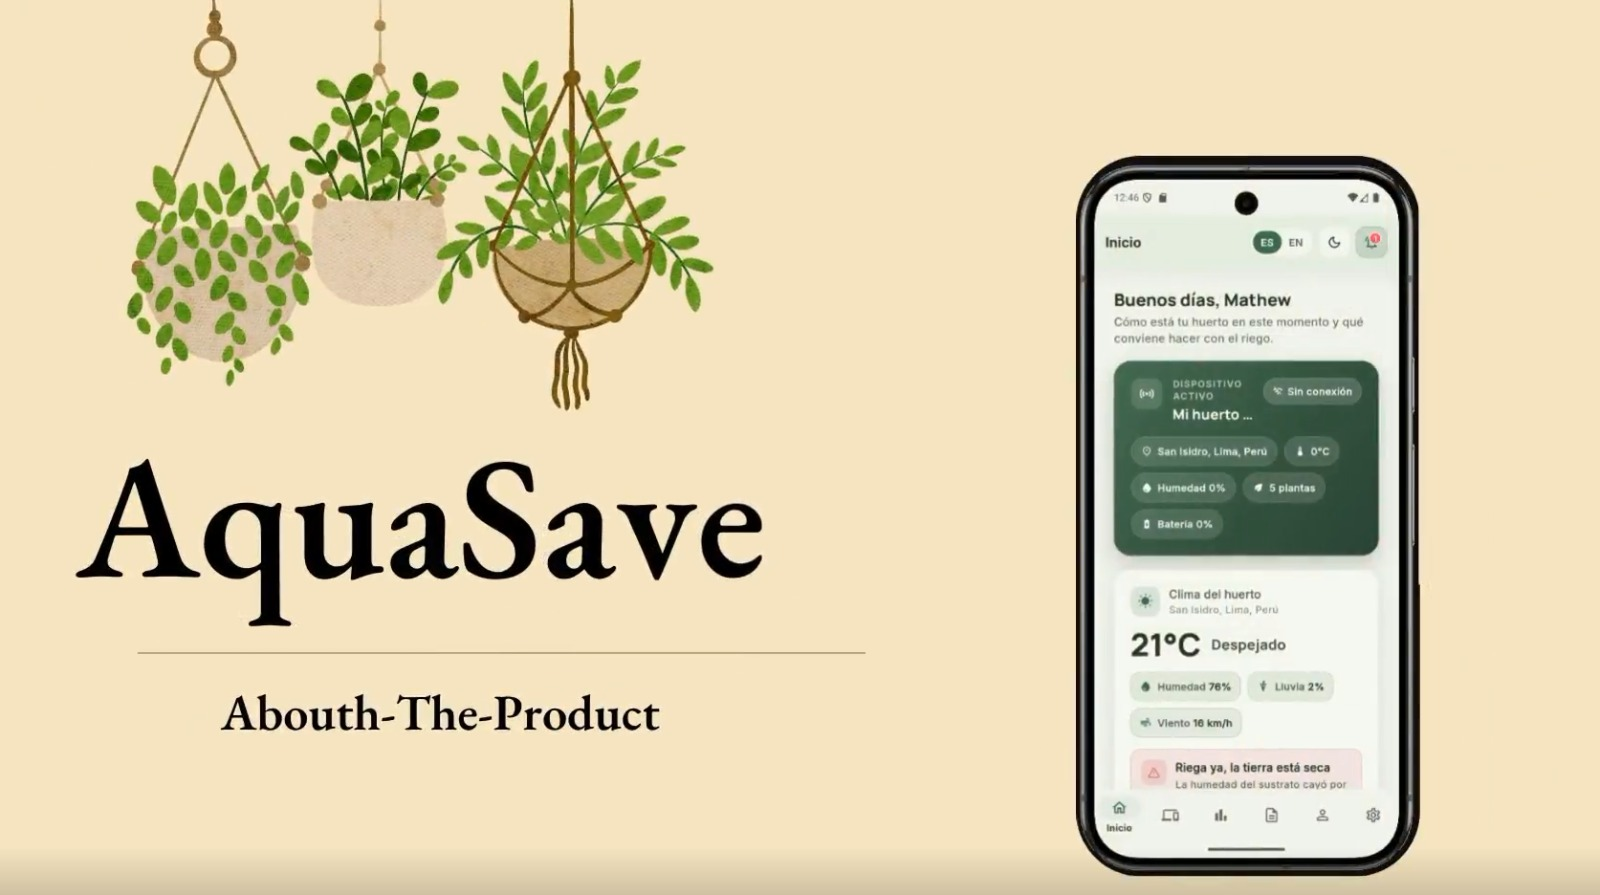 AquaSave
Abouth-The-Product
12:46
Inicio
ES
EN
1
Buenos días, Mathew
Cómo está tu huerto en este momento y qué
conviene hacer con el riego.
DISPOSITIVO
ACTIVO
Sin conexión
Mi huerto ...
San Isidro, Lima, Perú
0°C
Humedad 0%
5 plantas
Batería 0%
Clima del huerto
San Isidro, Lima, Perú
21°C Despejado
Humedad 76%
Lluvia 2%
Viento 16 km/h
Riega ya, la tierra está seca
La humedad del sustrato cayó por
Inicio